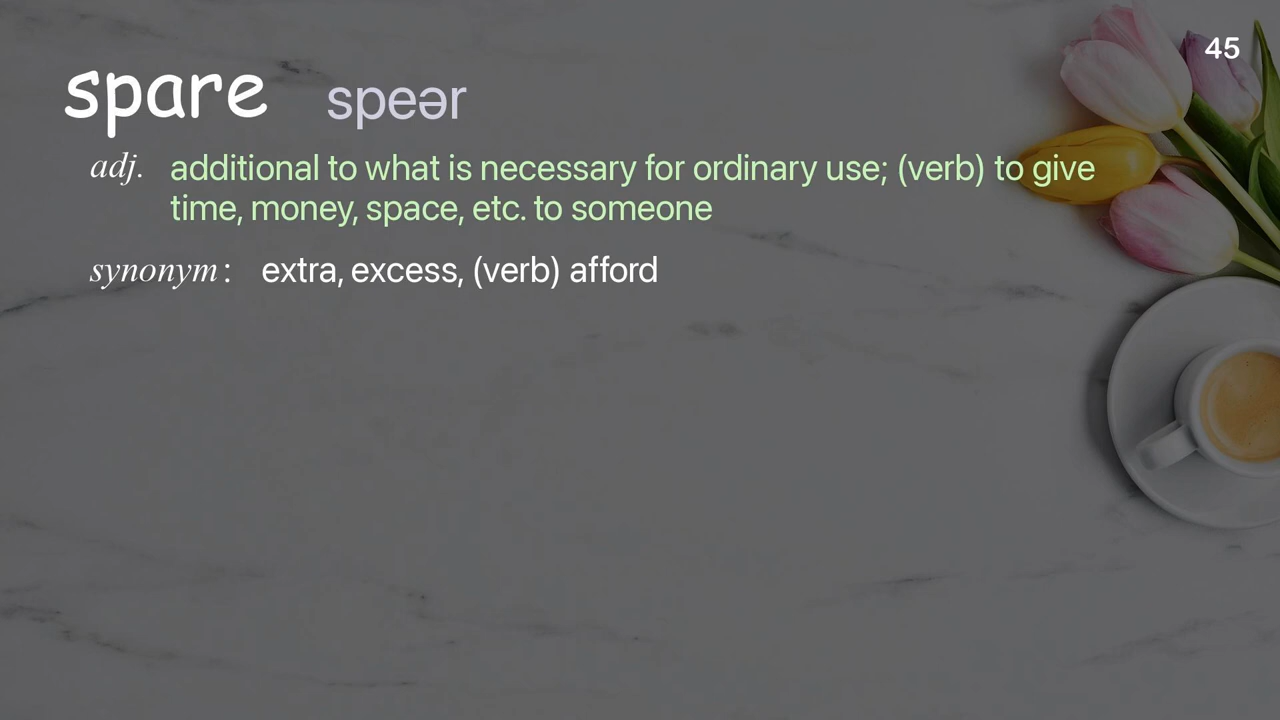 45
spare speər
adj. additional to what is necessary for ordinary use; (verb) to give
time, money, space, etc. to someone
synonym: extra, excess, (verb) afford